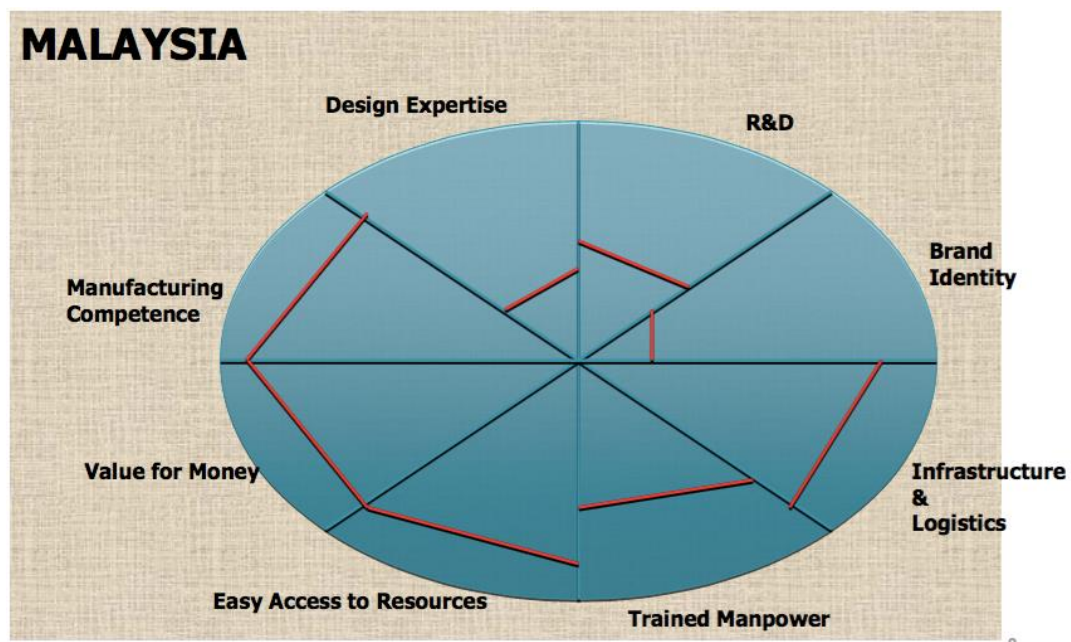 MALAYSIA
Design Expertise
R&D
Brand
Identity
Manufacturing
Competence
Value for Money
Infrastructure
&
Logistics
Easy Access to Resources
Trained Manpower